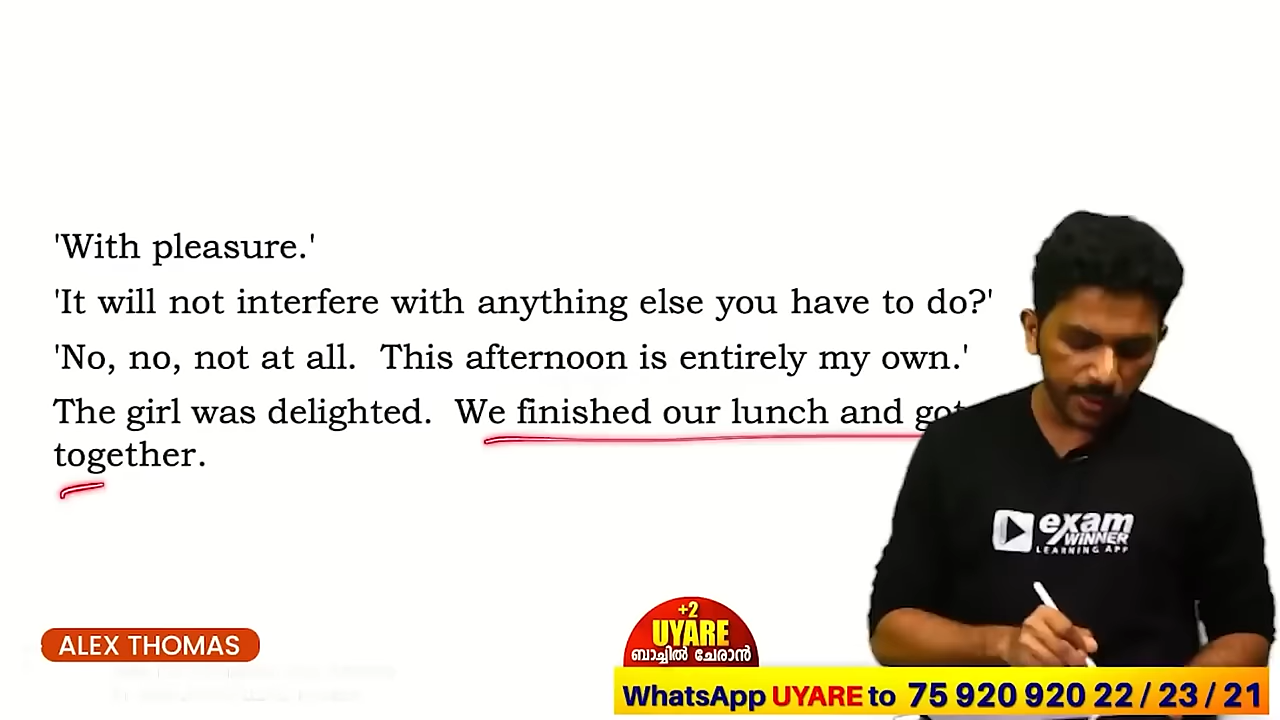 'With pleasure.'
'It will not interfere with anything else you have to do?'
'No, no, not at all.  This afternoon is entirely my own.'
The girl was delighted.  We finished our lunch and got
together.
exam
WINNER
LEARNING APP
ALEX THOMAS
+2
UYARE
ബാച്ചിൽ ചേരാൻ
WhatsApp UYARE to 75 920 920 22 / 23 / 21